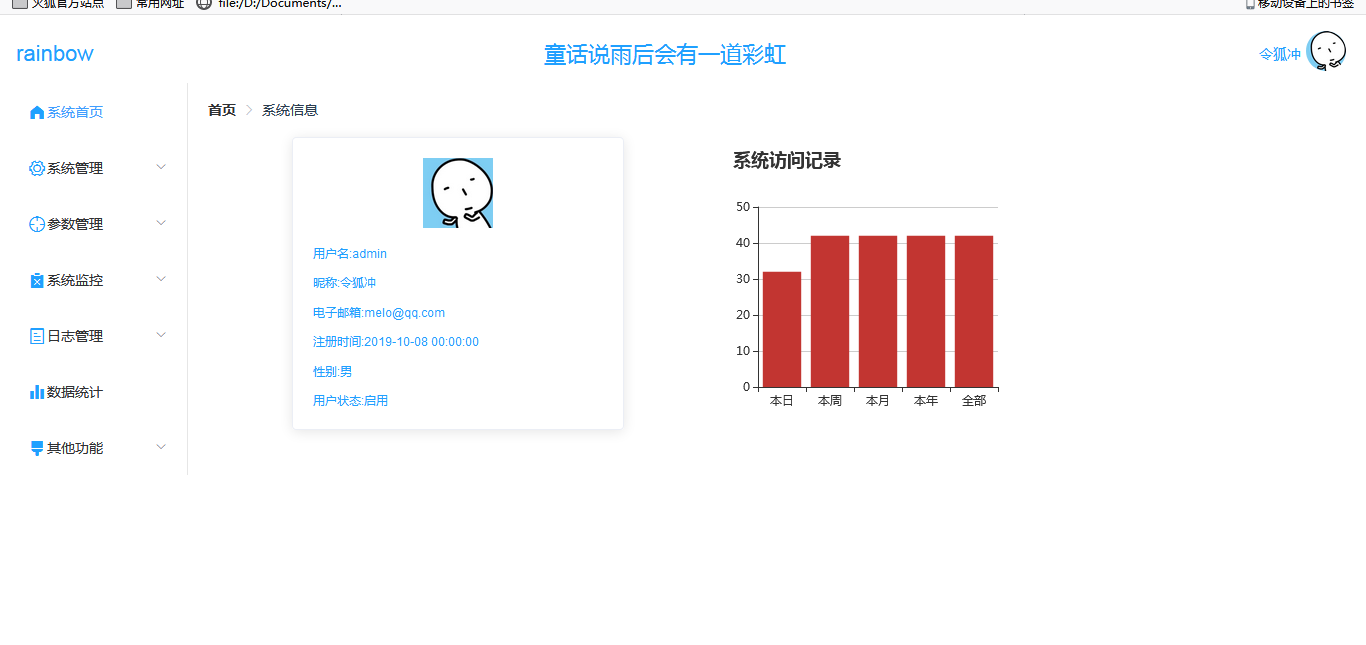 火狐官方站点 常用网址 file:/D:/Documents/... 移动设备上的书签
rainbow 童话说雨后会有一道彩虹 令狐冲
系统首页
系统管理
参数管理
系统监控
日志管理
数据统计
其他功能
首页 系统信息
用户名:admin
昵称:令狐冲
电子邮箱:melo@qq.com
注册时间:2019-10-08 00:00:00
性别:男
用户状态:启用
系统访问记录
50
40
30
20
10
0
本日 本周 本月 本年 全部